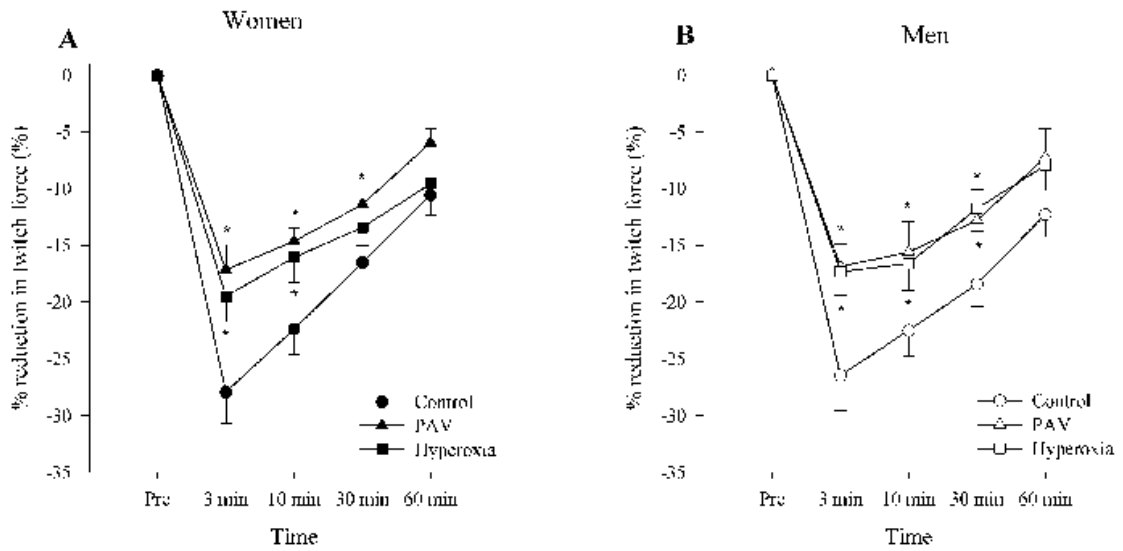 Women
A
0
-5
-10
-15
-20
-25
-30
-35
% reduction in twitch force (%)
*
*
*
*
*
Control
PAV
Hyperoxia
Pre
3 min
10 min
30 min
60 min
Time
Men
B
0
-5
-10
-15
-20
-25
-30
-35
% reduction in twitch force (%)
*
*
*
*
*
*
Control
PAV
Hyperoxia
Pre
3 min
10 min
30 min
60 min
Time